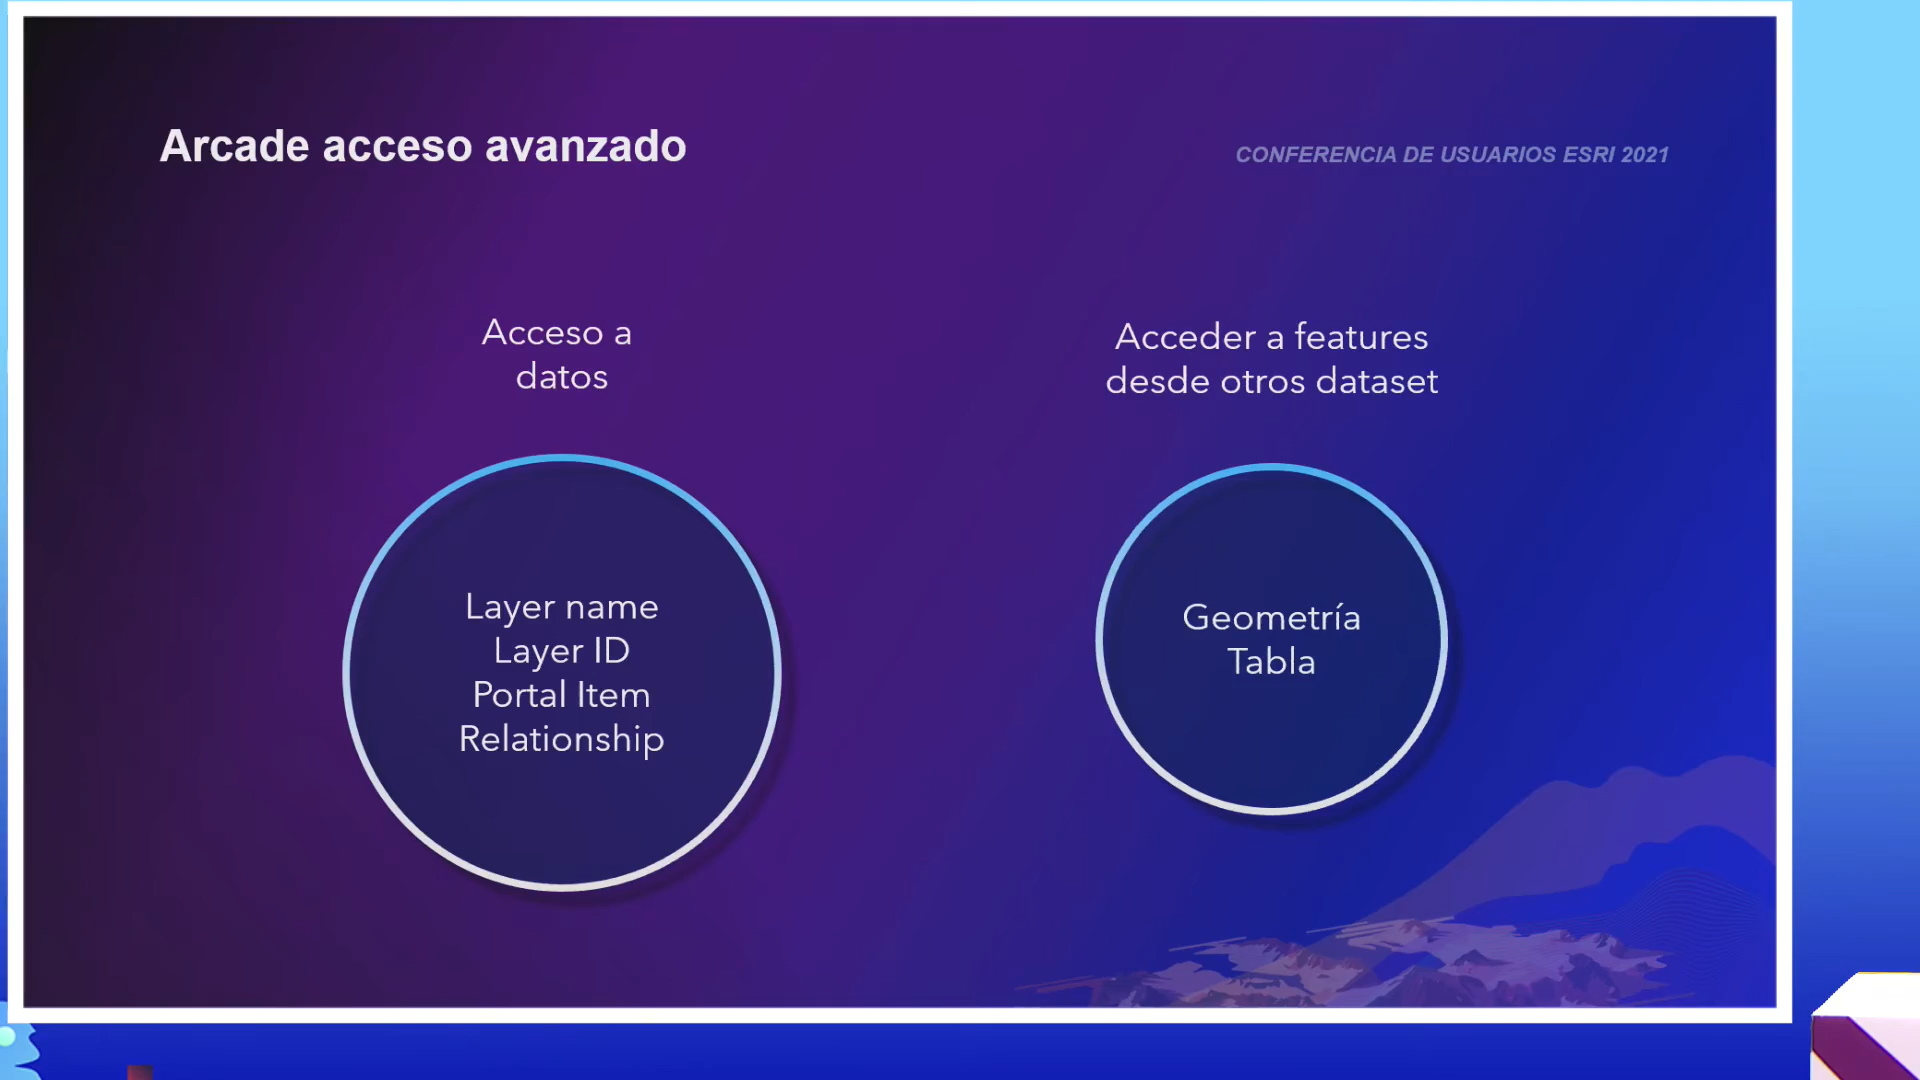 Arcade acceso avanzado
CONFERENCIA DE USUARIOS ESRI 2021
Acceso a
datos
Layer name
Layer ID
Portal Item
Relationship
Acceder a features
desde otros dataset
Geometría
Tabla